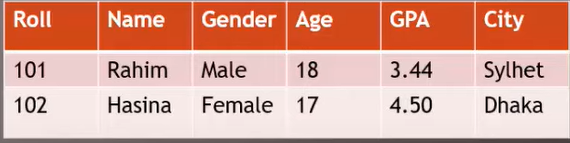 Roll Name Gender Age GPA City
101 Rahim Male 18 3.44 Sylhet
102 Hasina Female 17 4.50 Dhaka